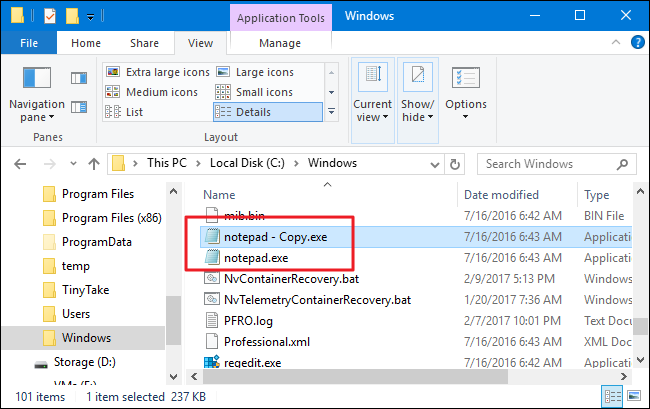 Application Tools
Windows
File
Home
Share
View
Manage
Navigation pane
Extra large icons
Large icons
Medium icons
Small icons
List
Details
Current view
Show/ hide
Options
Panes
Layout
This PC > Local Disk (C:) > Windows
Search Windows
Name
Date modified
Type
Program Files
Program Files (x86)
ProgramData
temp
TinyTake
Users
Windows
Storage (D:)
mib.bin 7/16/2016 6:42 AM BIN File
notepad - Copy.exe 7/16/2016 6:43 AM Applicati
notepad.exe 7/16/2016 6:43 AM Applicati
NvContainerRecovery.bat 2/9/2017 5:13 PM Windows
NvTelemetryContainerRecovery.bat 1/20/2017 7:36 AM Windows
PFRO.log 2/7/2017 10:01 PM Text Docu
Professional.xml 7/16/2016 6:43 AM XML Docu
regedit.exe 7/16/2016 6:42 AM Applicati
101 items
1 item selected 237 KB